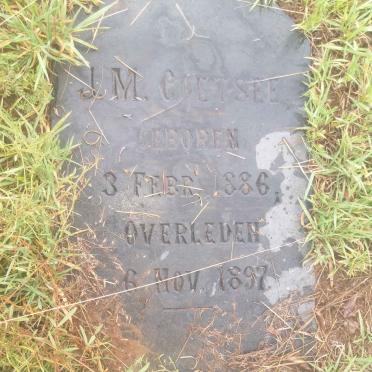 J.M. COETSEE
GEBOREN
3 FEBR. 1886,
OVERLEDEN
6 NOV. 1897.